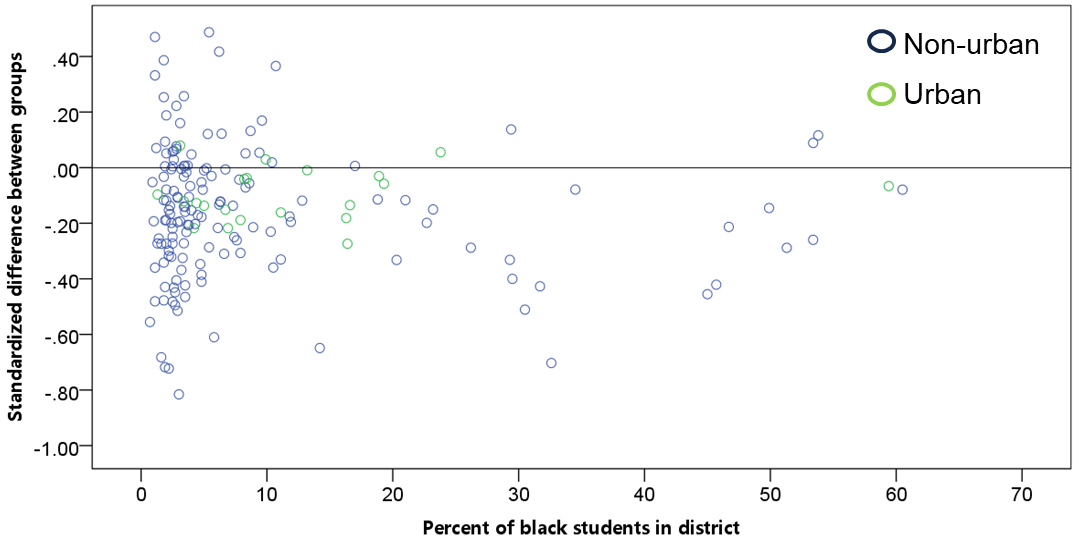 Standardized difference between groups
.40
.20
.00
-.20
-.40
-.60
-.80
-1.00
Non-urban
Urban
0 10 20 30 40 50 60 70
Percent of black students in district